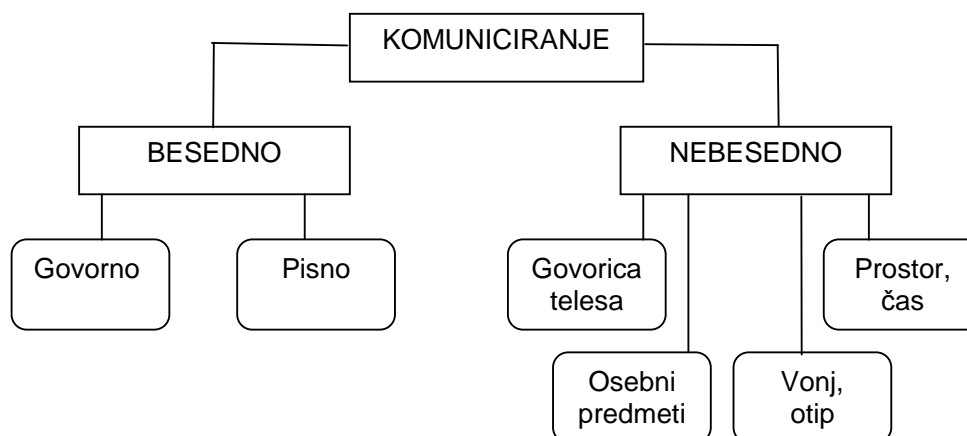 KOMUNICIRANJE
BESEDNO
NEBESEDNO
Govorno
Pisno
Govorica
telesa
Prostor,
čas
Osebni
predmeti
Vonj,
otip